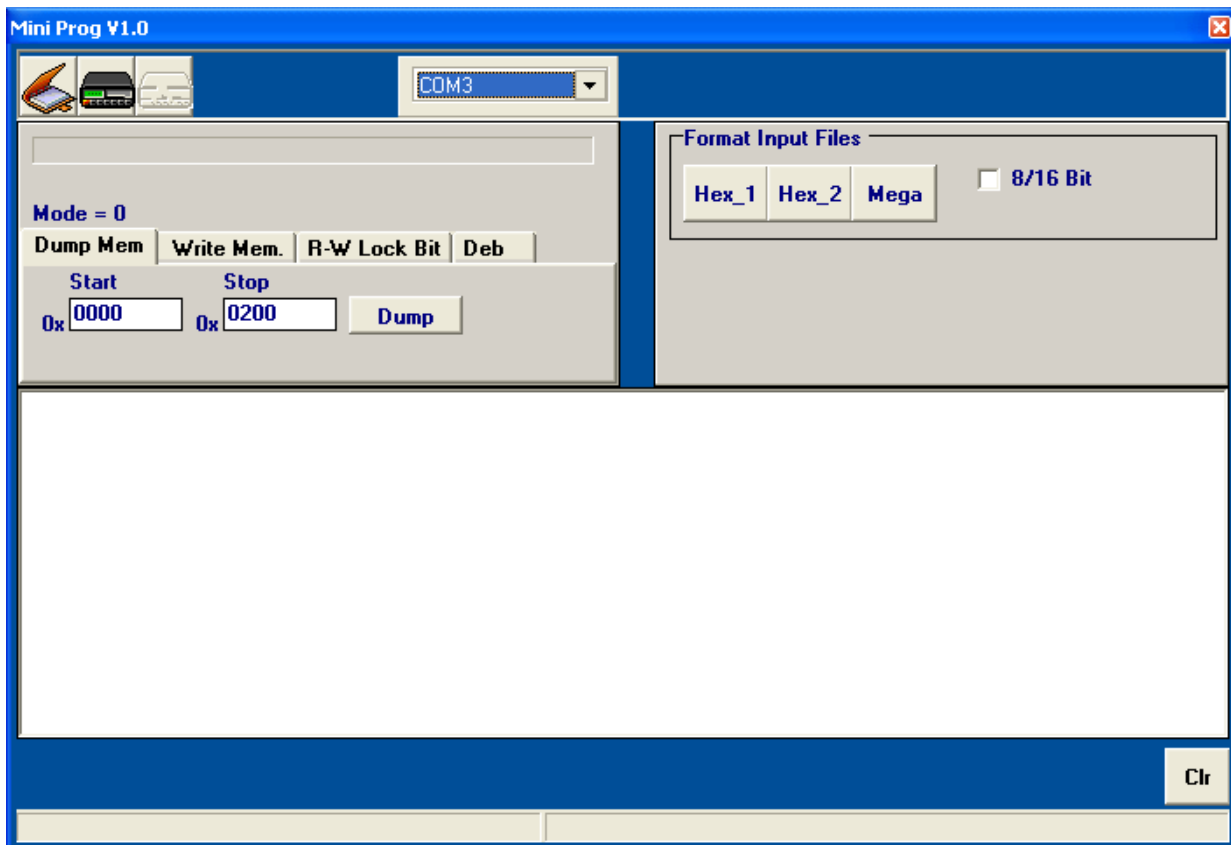 Mini Prog V1.0
COM3
Format Input Files
Hex_1 Hex_2 Mega 8/16 Bit
Mode = 0
Dump Mem Write Mem. R-W Lock Bit Deb
Start Stop
0x 0000 0x 0200 Dump
Clr